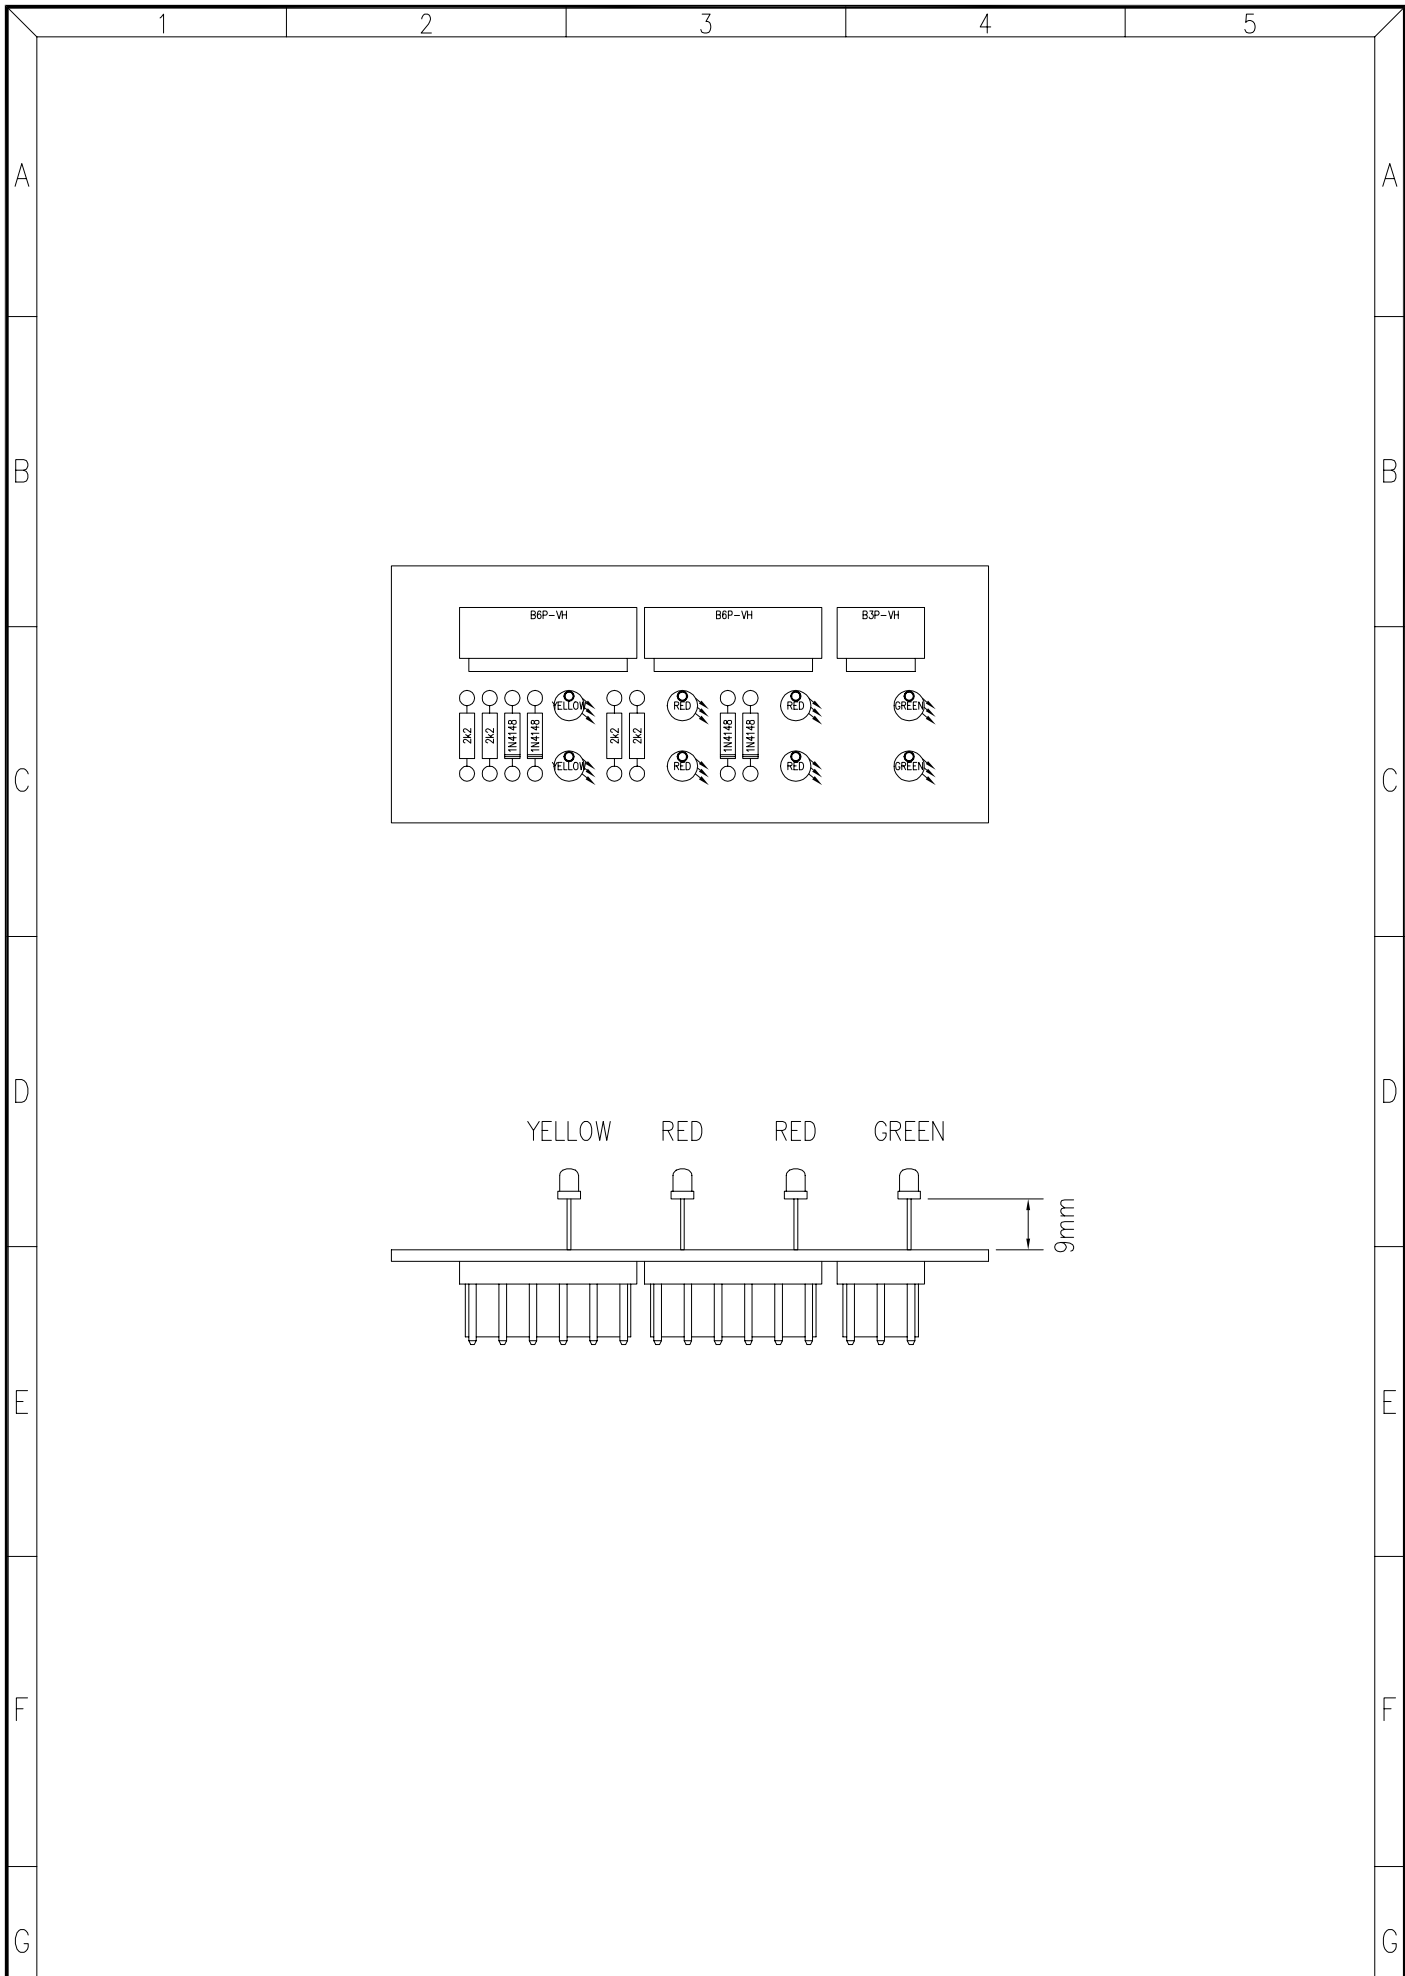 1 2 3 4 5
A A
B B
B6P-VH B6P-VH B3P-VH
YELLOW RED RED GREEN
2k2 2k2 1N4148 1N4148 2k2 2k2 1N4148 1N4148
YELLOW RED RED GREEN
C C
D D
YELLOW RED RED GREEN
9mm
E E
F F
G G